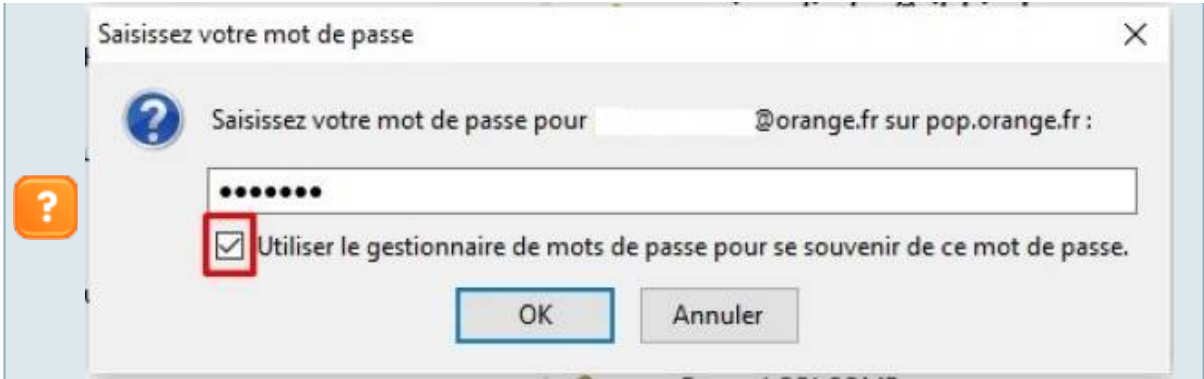 Saisissez votre mot de passe
Saisissez votre mot de passe pour @orange.fr sur pop.orange.fr :
•••••••
Utiliser le gestionnaire de mots de passe pour se souvenir de ce mot de passe.
OK Annuler